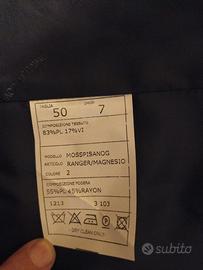 TAGLIA DROP
50 7
COMPOSIZIONE TESSUTO
83%PL 17%VI
MODELLO MOSSPISANOG
ARTICOLO RANGER/MAGNESIO
COLORE 2
COMPOSIZIONE FODERA
55%PL 45%RAYON
1213 3 103
DRY CLEAN ONLY
subito